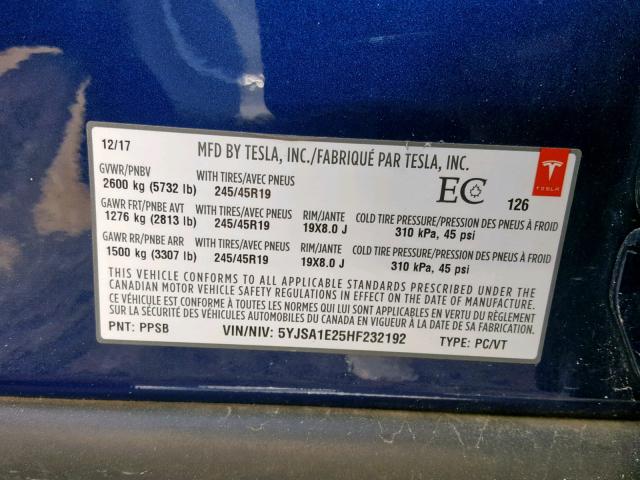 12/17 MFD BY TESLA, INC./FABRIQUÉ PAR TESLA, INC.
TESLA
GVWR/PNBV WITH TIRES/AVEC PNEUS
2600 kg (5732 lb) 245/45R19
EC 126
GAWR FRT/PNBE AVT WITH TIRES/AVEC PNEUS RIM/JANTE COLD TIRE PRESSURE/PRESSION DES PNEUS À FROID
1276 kg (2813 lb) 245/45R19 19X8.0 J 310 kPa, 45 psi
GAWR RR/PNBE ARR WITH TIRES/AVEC PNEUS RIM/JANTE COLD TIRE PRESSURE/PRESSION DES PNEUS À FROID
1500 kg (3307 lb) 245/45R19 19X8.0 J 310 kPa, 45 psi
THIS VEHICLE CONFORMS TO ALL APPLICABLE STANDARDS PRESCRIBED UNDER THE
CANADIAN MOTOR VEHICLE SAFETY REGULATIONS IN EFFECT ON THE DATE OF MANUFACTURE
CE VÉHICULE EST CONFORME À TOUTES LES NORMES QUI LUI SONT APPLICABLES EN VERTU DU RÈGLEMENT
SUR LA SÉCURITÉ DES VÉHICULES AUTOMOBILES DU CANADA EN VIGUEUR À LA DATE DE SA FABRICATION
PNT: PPSB VIN/NIV: 5YJSA1E25HF232192 TYPE: PC/VT